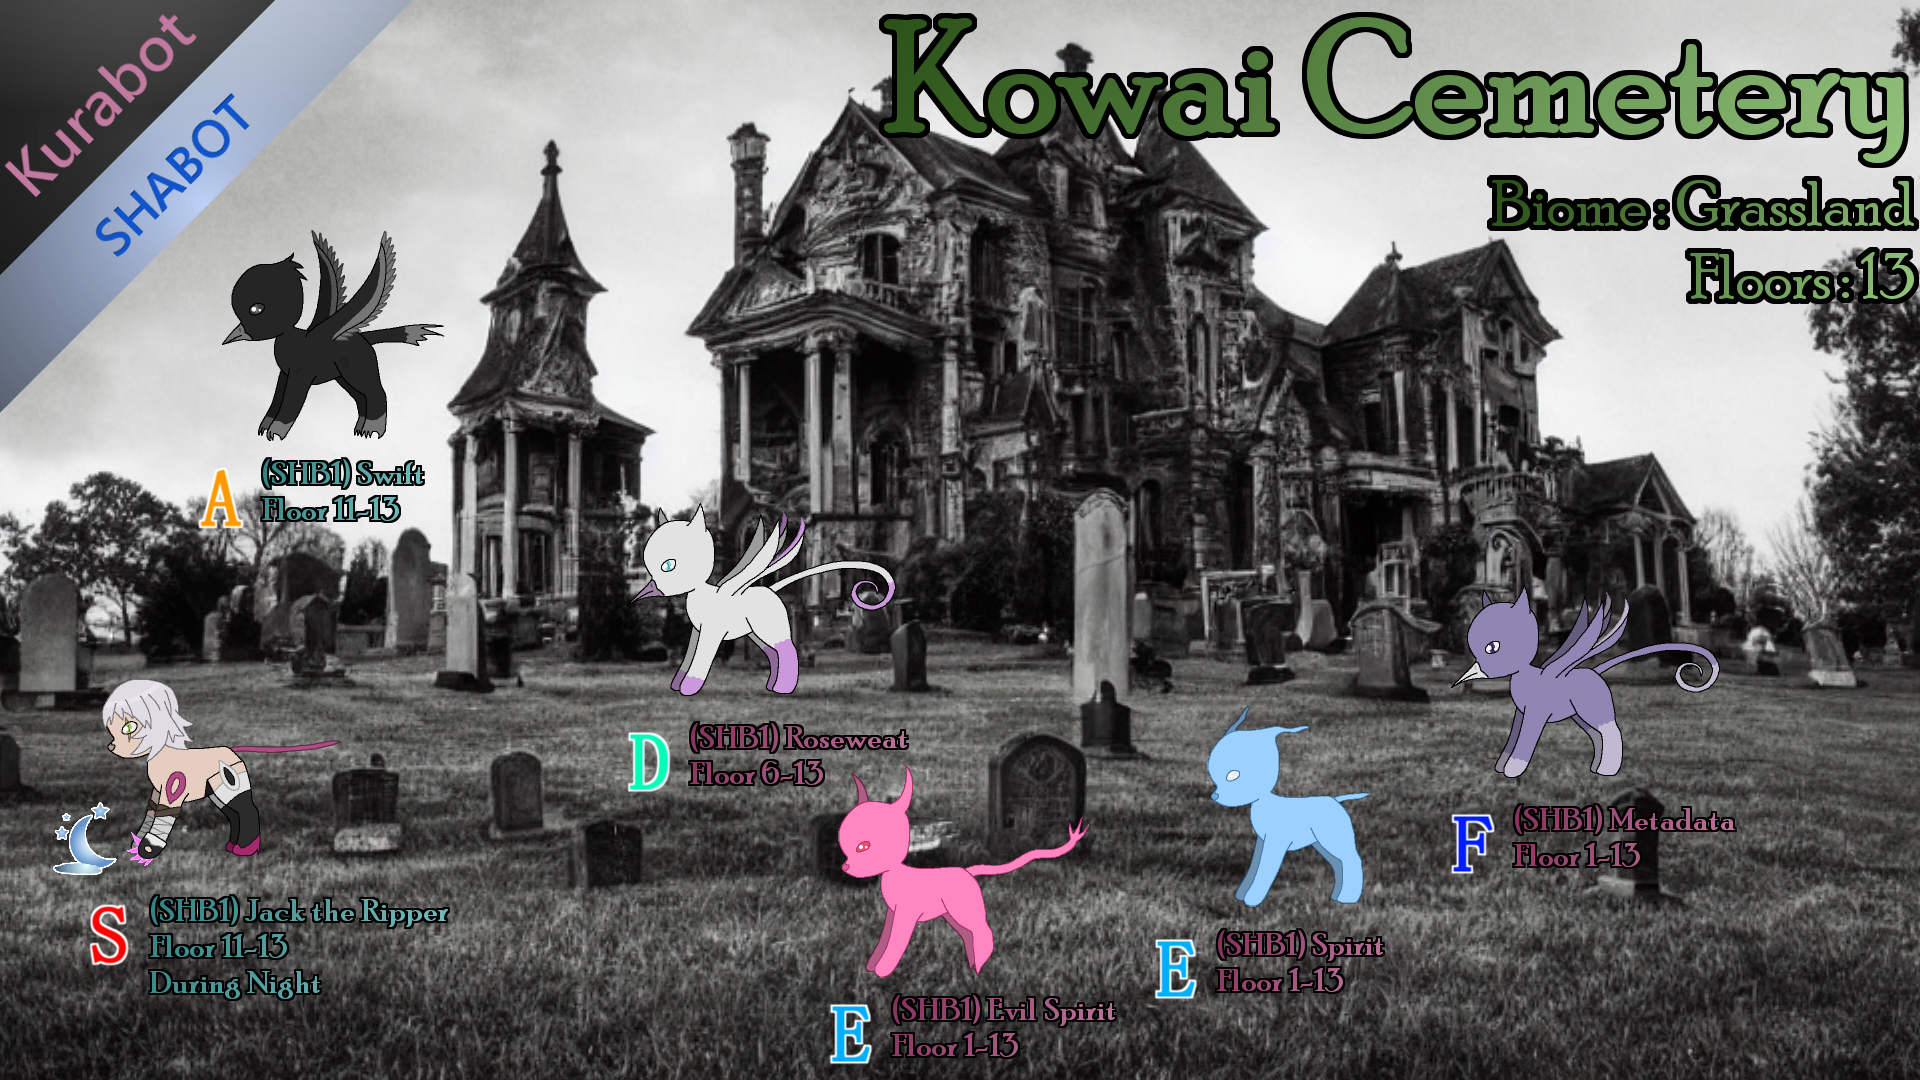 Kurabot
SHABOT
Kowai Cemetery
Biome : Grassland
Floors : 13
A
(SHB1) Swift
Floor 11-13
D
(SHB1) Roseweat
Floor 6-13
F
(SHB1) Metadata
Floor 1-13
S
(SHB1) Jack the Ripper
Floor 11-13
During Night
E
(SHB1) Spirit
Floor 1-13
E
(SHB1) Evil Spirit
Floor 1-13